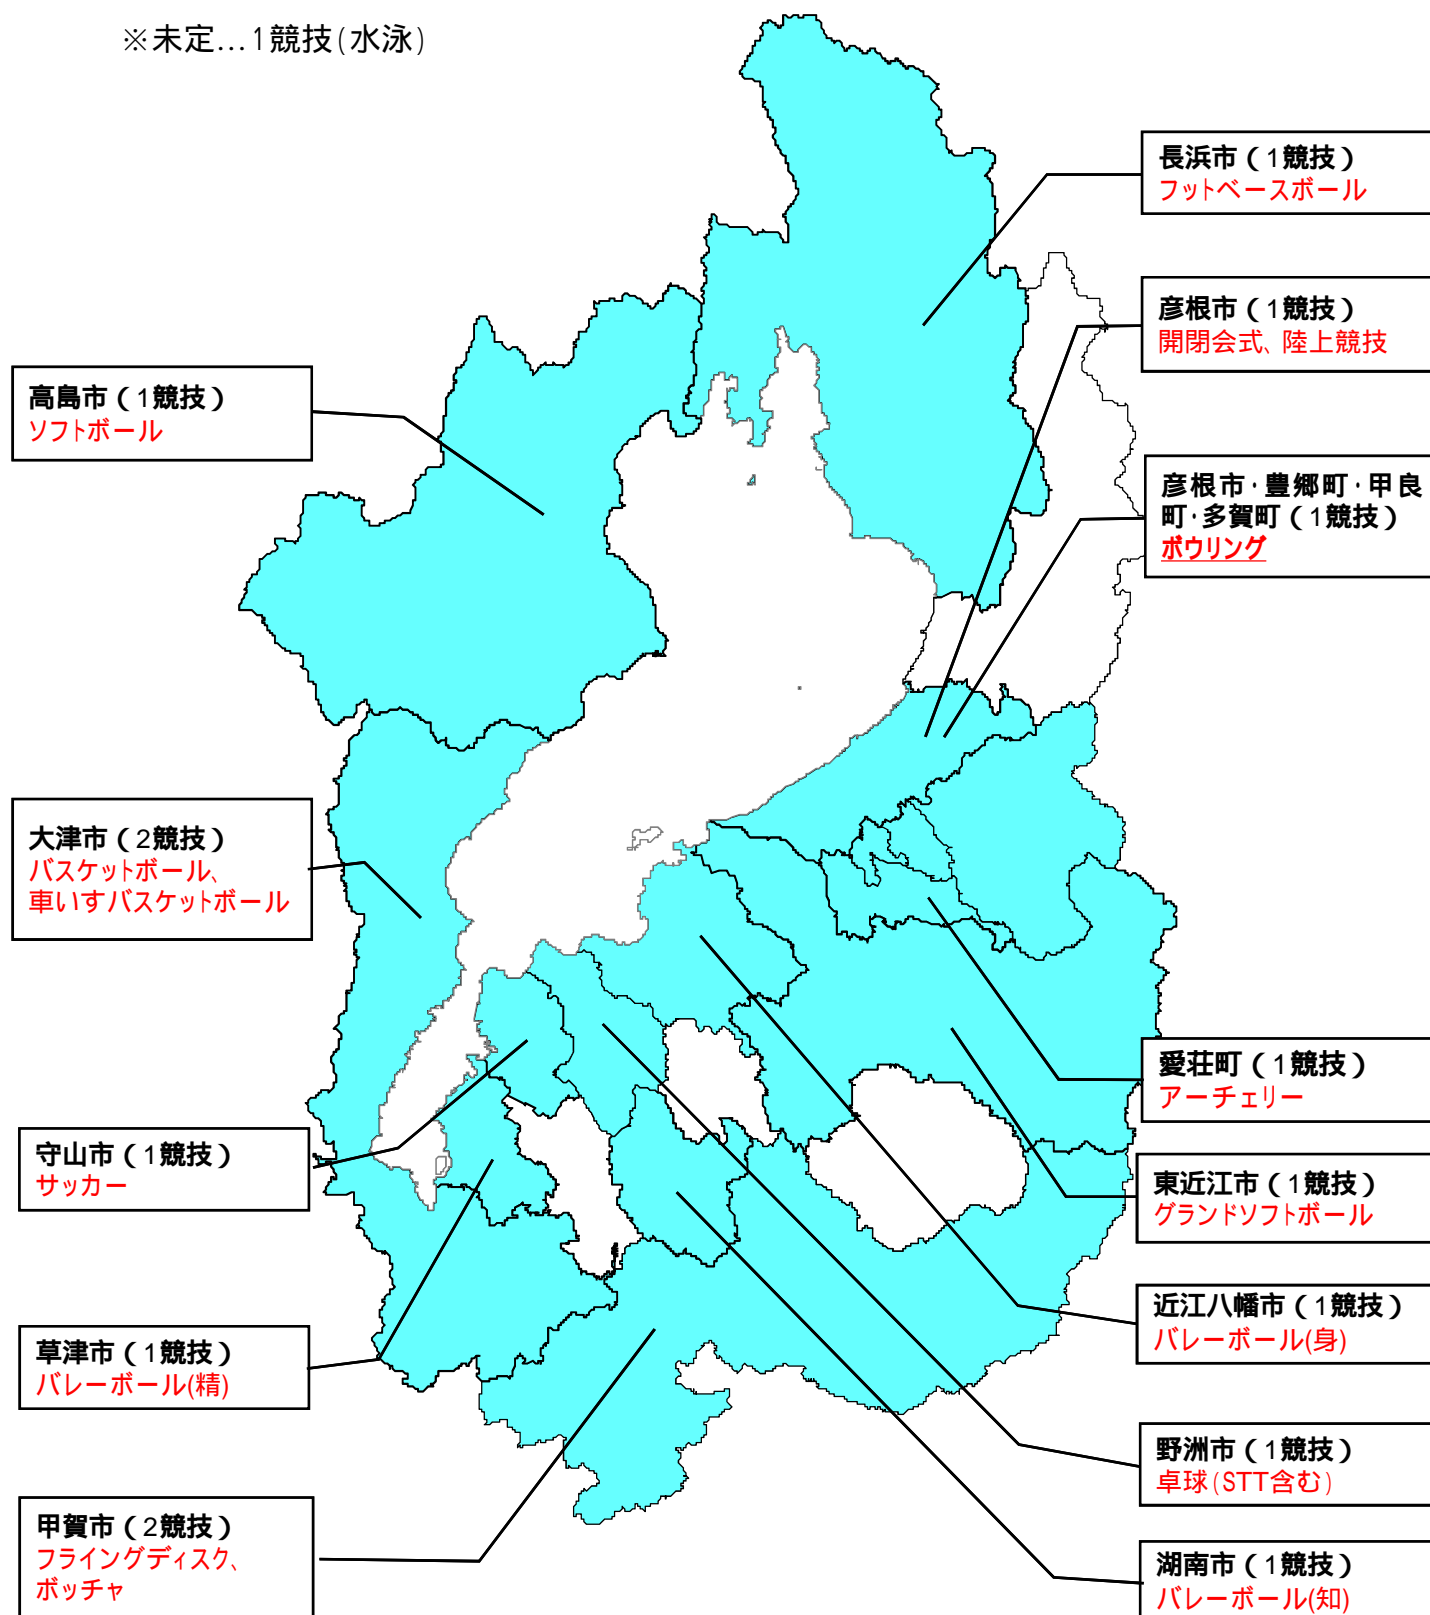 ※未定…1競技(水泳)
長浜市（1競技）
フットベースボール
彦根市（1競技）
開閉会式、陸上競技
高島市（1競技）
ソフトボール
彦根市・豊郷町・甲良
町・多賀町（1競技）
ボウリング
大津市（2競技）
バスケットボール、
車いすバスケットボール
愛荘町（1競技）
アーチェリー
守山市（1競技）
サッカー
東近江市（1競技）
グランドソフトボール
近江八幡市（1競技）
バレーボール(身)
草津市（1競技）
バレーボール(精)
野洲市（1競技）
卓球(STT含む)
甲賀市（2競技）
フライングディスク、
ボッチャ
湖南市（1競技）
バレーボール(知)